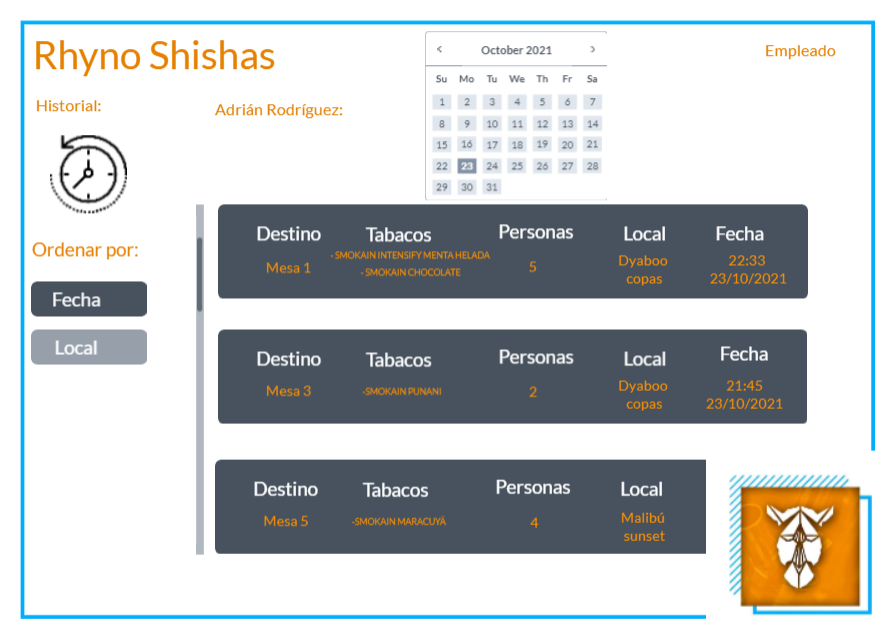 Rhyno Shishas
Empleado
Historial:
Adrián Rodríguez:
< October 2021 >
Su Mo Tu We Th Fr Sa
1 2 3 4 5 6 7
8 9 10 11 12 13 14
15 16 17 18 19 20 21
22 23 24 25 26 27 28
29 30 31
Ordenar por:
Fecha
Local
Destino Tabacos Personas Local Fecha
Mesa 1
- SMOKAIN INTENSIFY MENTA HELADA
- SMOKAIN CHOCOLATE
5
Dyaboo
copas
22:33
23/10/2021
Destino Tabacos Personas Local Fecha
Mesa 3
-SMOKAIN PUNANI
2
Dyaboo
copas
21:45
23/10/2021
Destino Tabacos Personas Local
Mesa 5
-SMOKAIN MARACUYÁ
4
Malibú
sunset